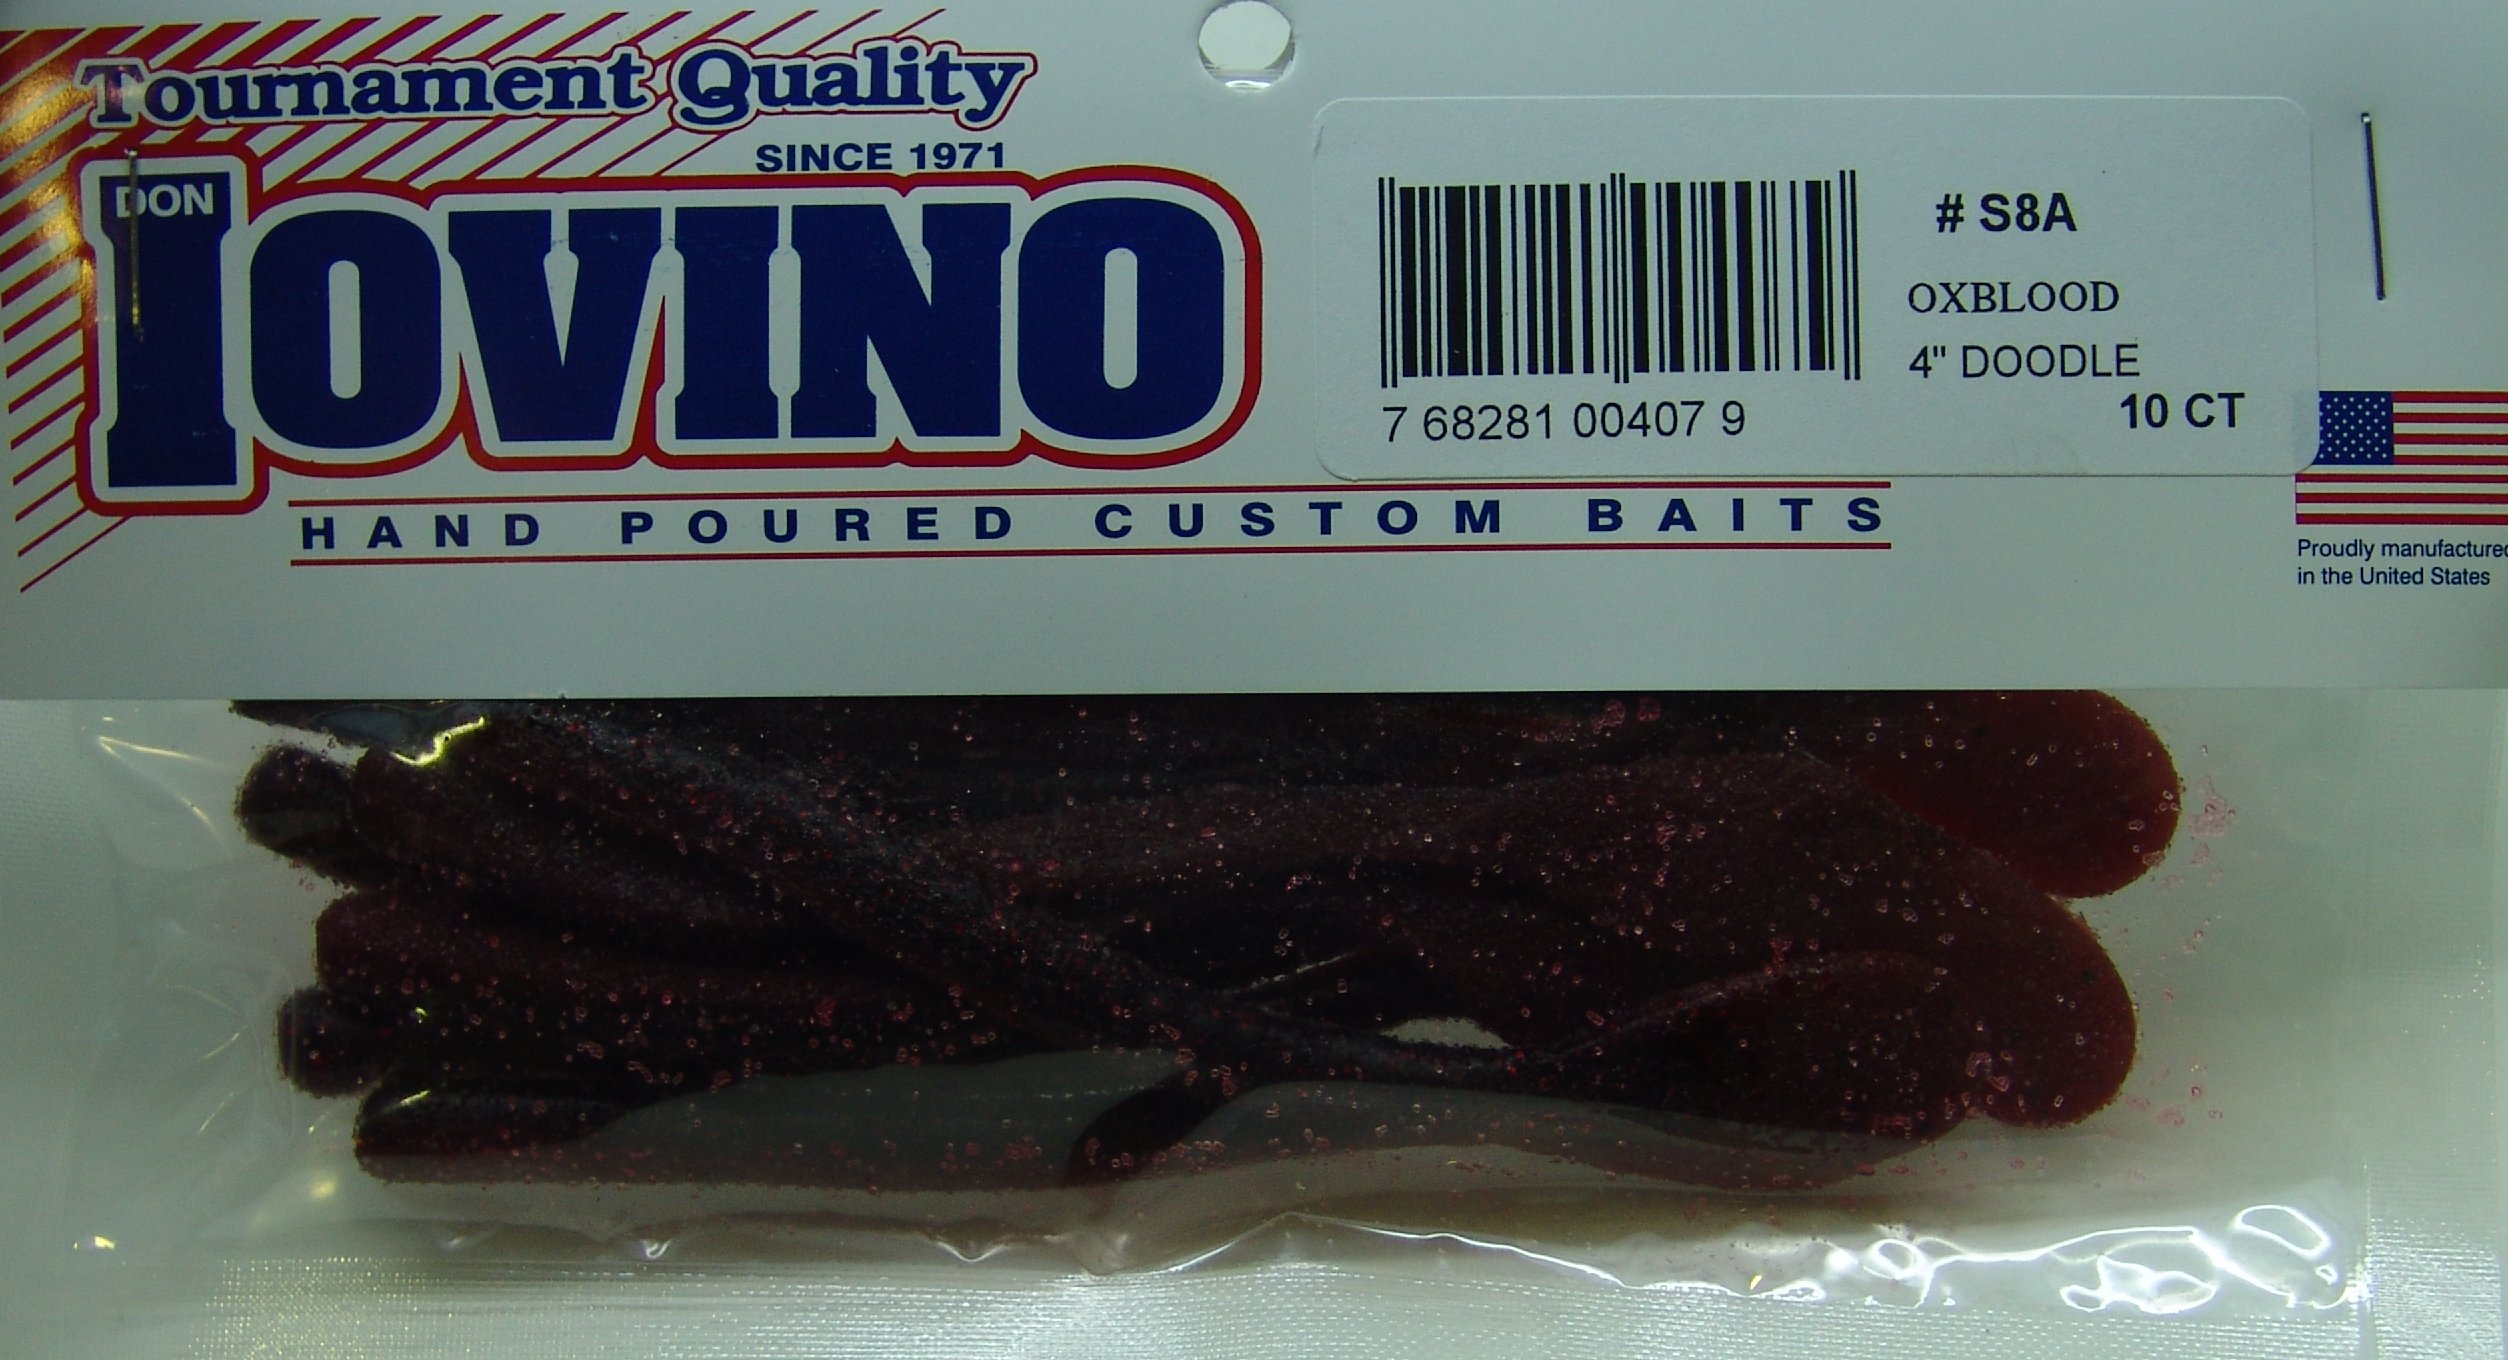 Tournament Quality
SINCE 1971
DON
IOVINO
HAND POURED CUSTOM BAITS
# S8A
OXBLOOD
4" DOODLE
10 CT
7 68281 00407 9
Proudly manufactured
in the United States